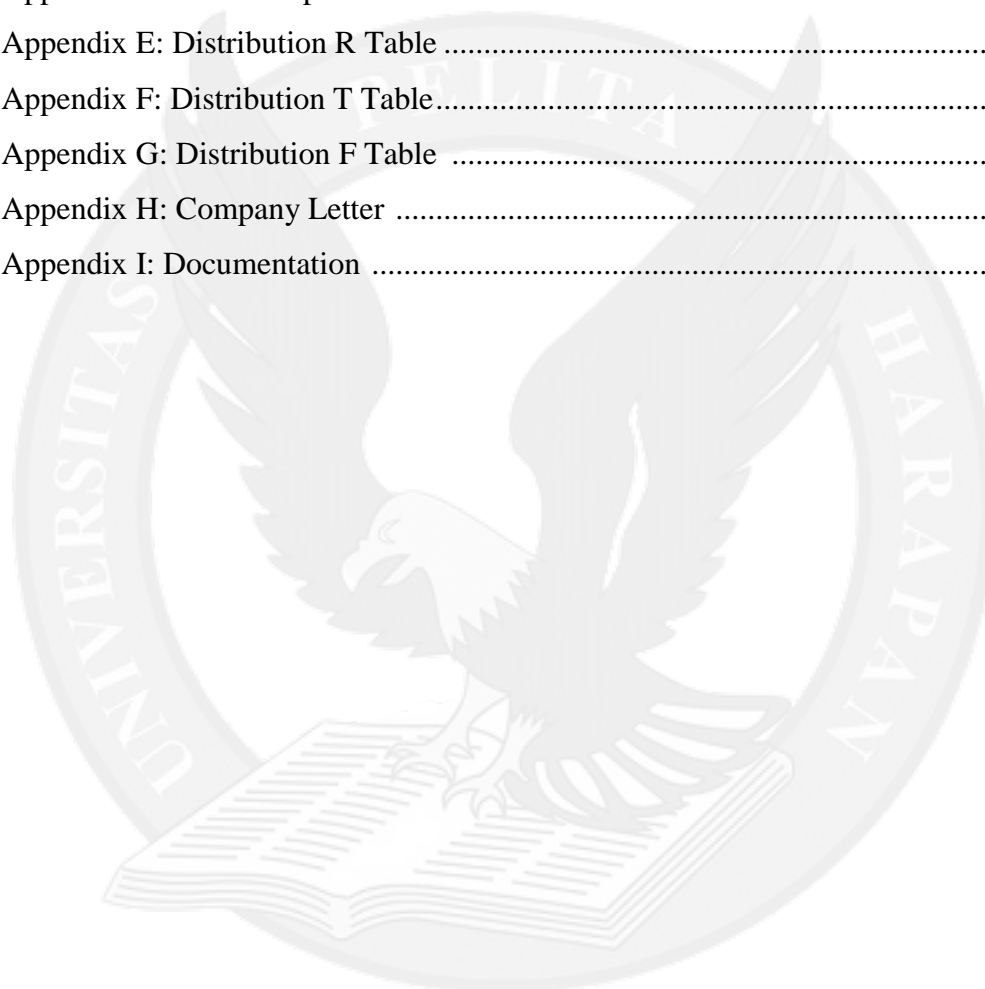 Appendix E: Distribution R Table ....................................................................
Appendix F: Distribution T Table.....................................................................
Appendix G: Distribution F Table ...................................................................
Appendix H: Company Letter ..........................................................................
Appendix I: Documentation .............................................................................
UNIVERSITAS PELITA HARAPAN